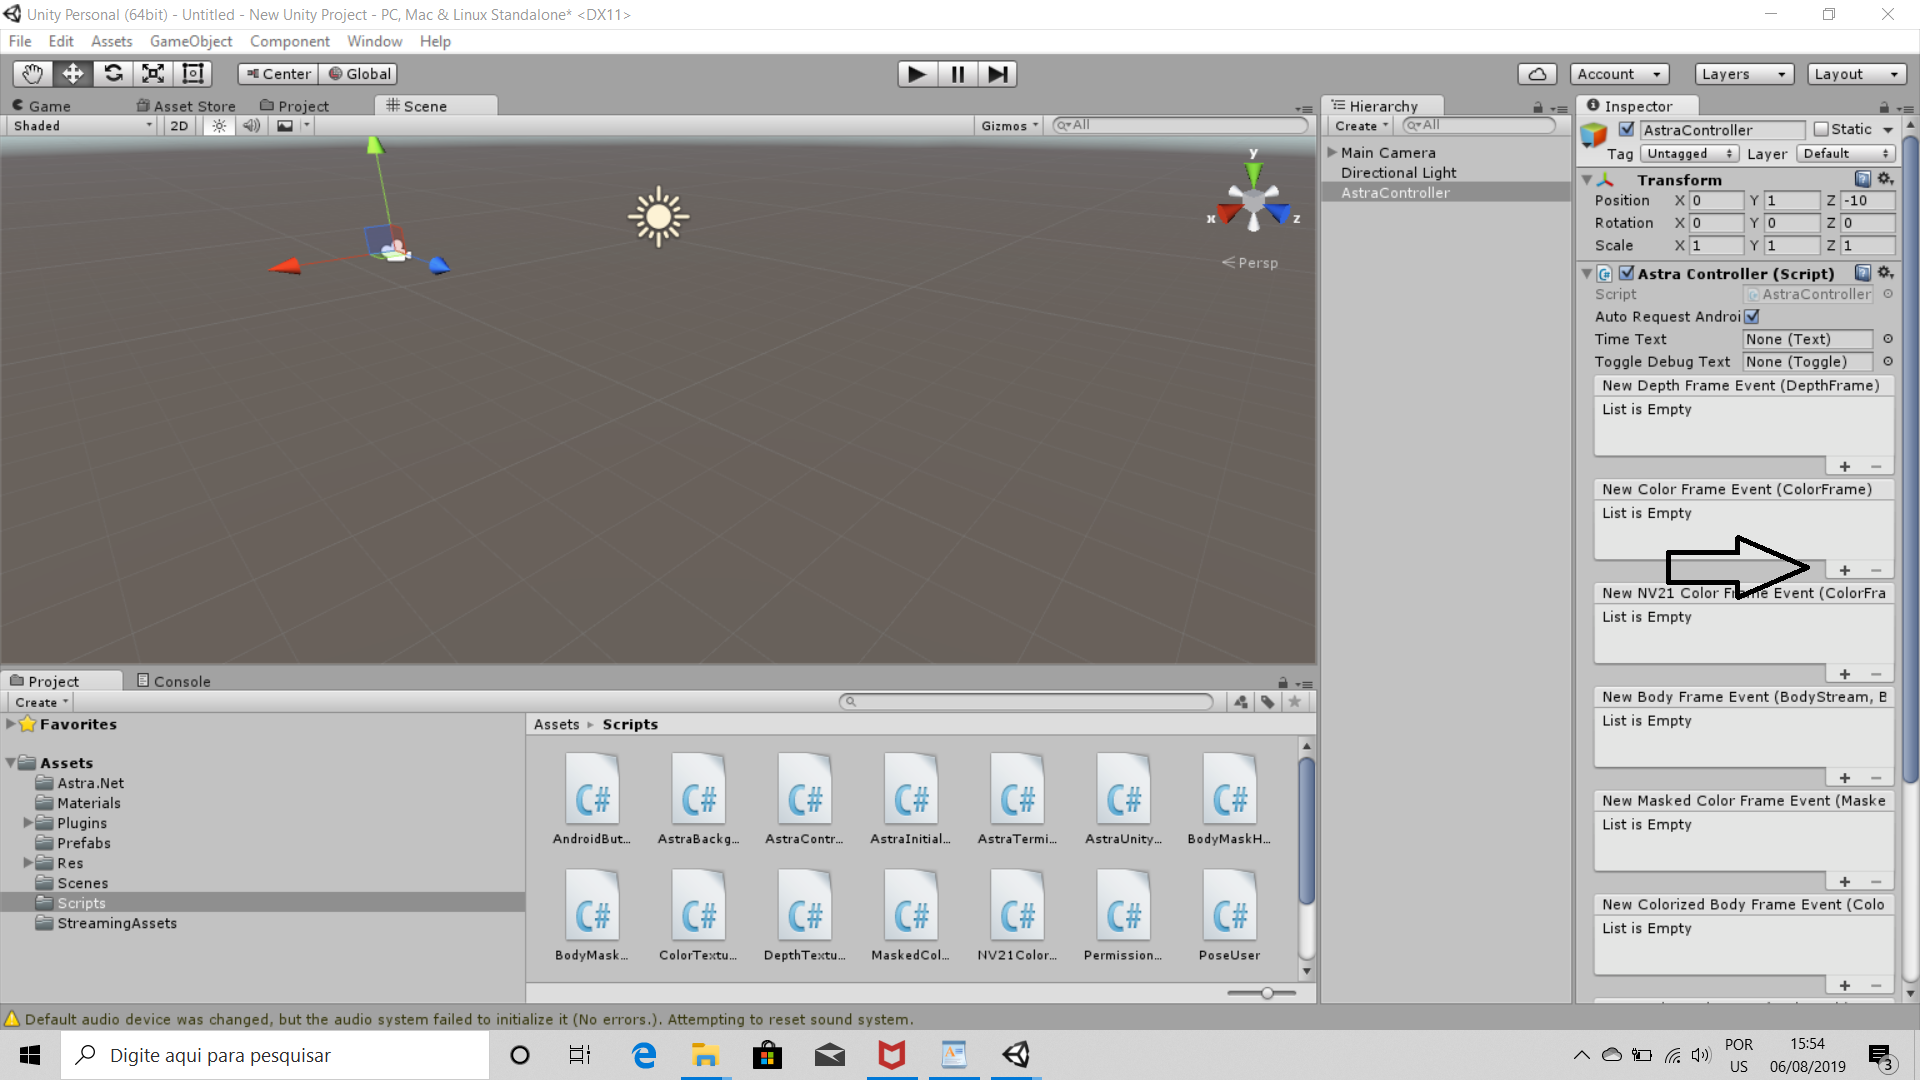 Unity Personal (64bit) - Untitled - New Unity Project - PC, Mac & Linux Standalone* <DX11>
File Edit Assets GameObject Component Window Help
Center Global Account Layers Layout
Game Asset Store Project Scene
Shaded 2D Gizmos All
Hierarchy
Create All
Main Camera
Directional Light
AstraController
y
x z
Persp
Inspector
AstraController Static
Tag Untagged Layer Default
Transform
Position X 0 Y 1 Z -10
Rotation X 0 Y 0 Z 0
Scale X 1 Y 1 Z 1
Astra Controller (Script)
Script AstraController
Auto Request Androi
Time Text None (Text)
Toggle Debug Text None (Toggle)
New Depth Frame Event (DepthFrame)
List is Empty
+ −
New Color Frame Event (ColorFrame)
List is Empty
+ −
New NV21 Color Frame Event (ColorFra
List is Empty
+ −
New Body Frame Event (BodyStream, B
List is Empty
+ −
New Masked Color Frame Event (Maske
List is Empty
+ −
New Colorized Body Frame Event (Colo
List is Empty
+ −
Project Console
Create
Favorites
Assets
Astra.Net
Materials
Plugins
Prefabs
Res
Scenes
Scripts
StreamingAssets
Assets Scripts
C# C# C# C# C# C# C#
AndroidBut... AstraBackg... AstraContr... AstraInitial... AstraTermi... AstraUnity... BodyMaskH...
C# C# C# C# C# C# C#
BodyMask... ColorTextu... DepthTextu... MaskedCol... NV21Color... Permission... PoseUser
Default audio device was changed, but the audio system failed to initialize it (No errors.). Attempting to reset sound system.
Digite aqui para pesquisar
POR
US
15:54
06/08/2019
3